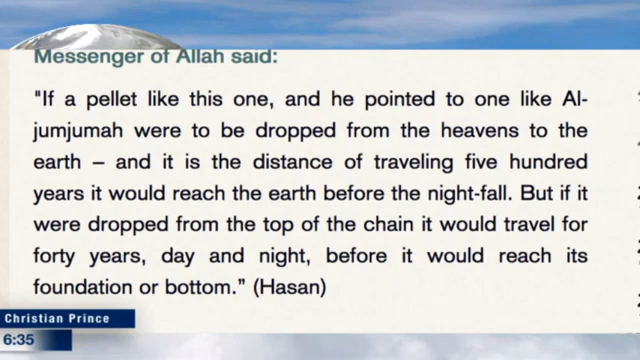 Messenger of Allah said:
"If a pellet like this one, and he pointed to one like Al-
jumjumah were to be dropped from the heavens to the
earth – and it is the distance of traveling five hundred
years it would reach the earth before the night-fall. But if it
were dropped from the top of the chain it would travel for
forty years, day and night, before it would reach its
foundation or bottom." (Hasan)
Christian Prince
6:35